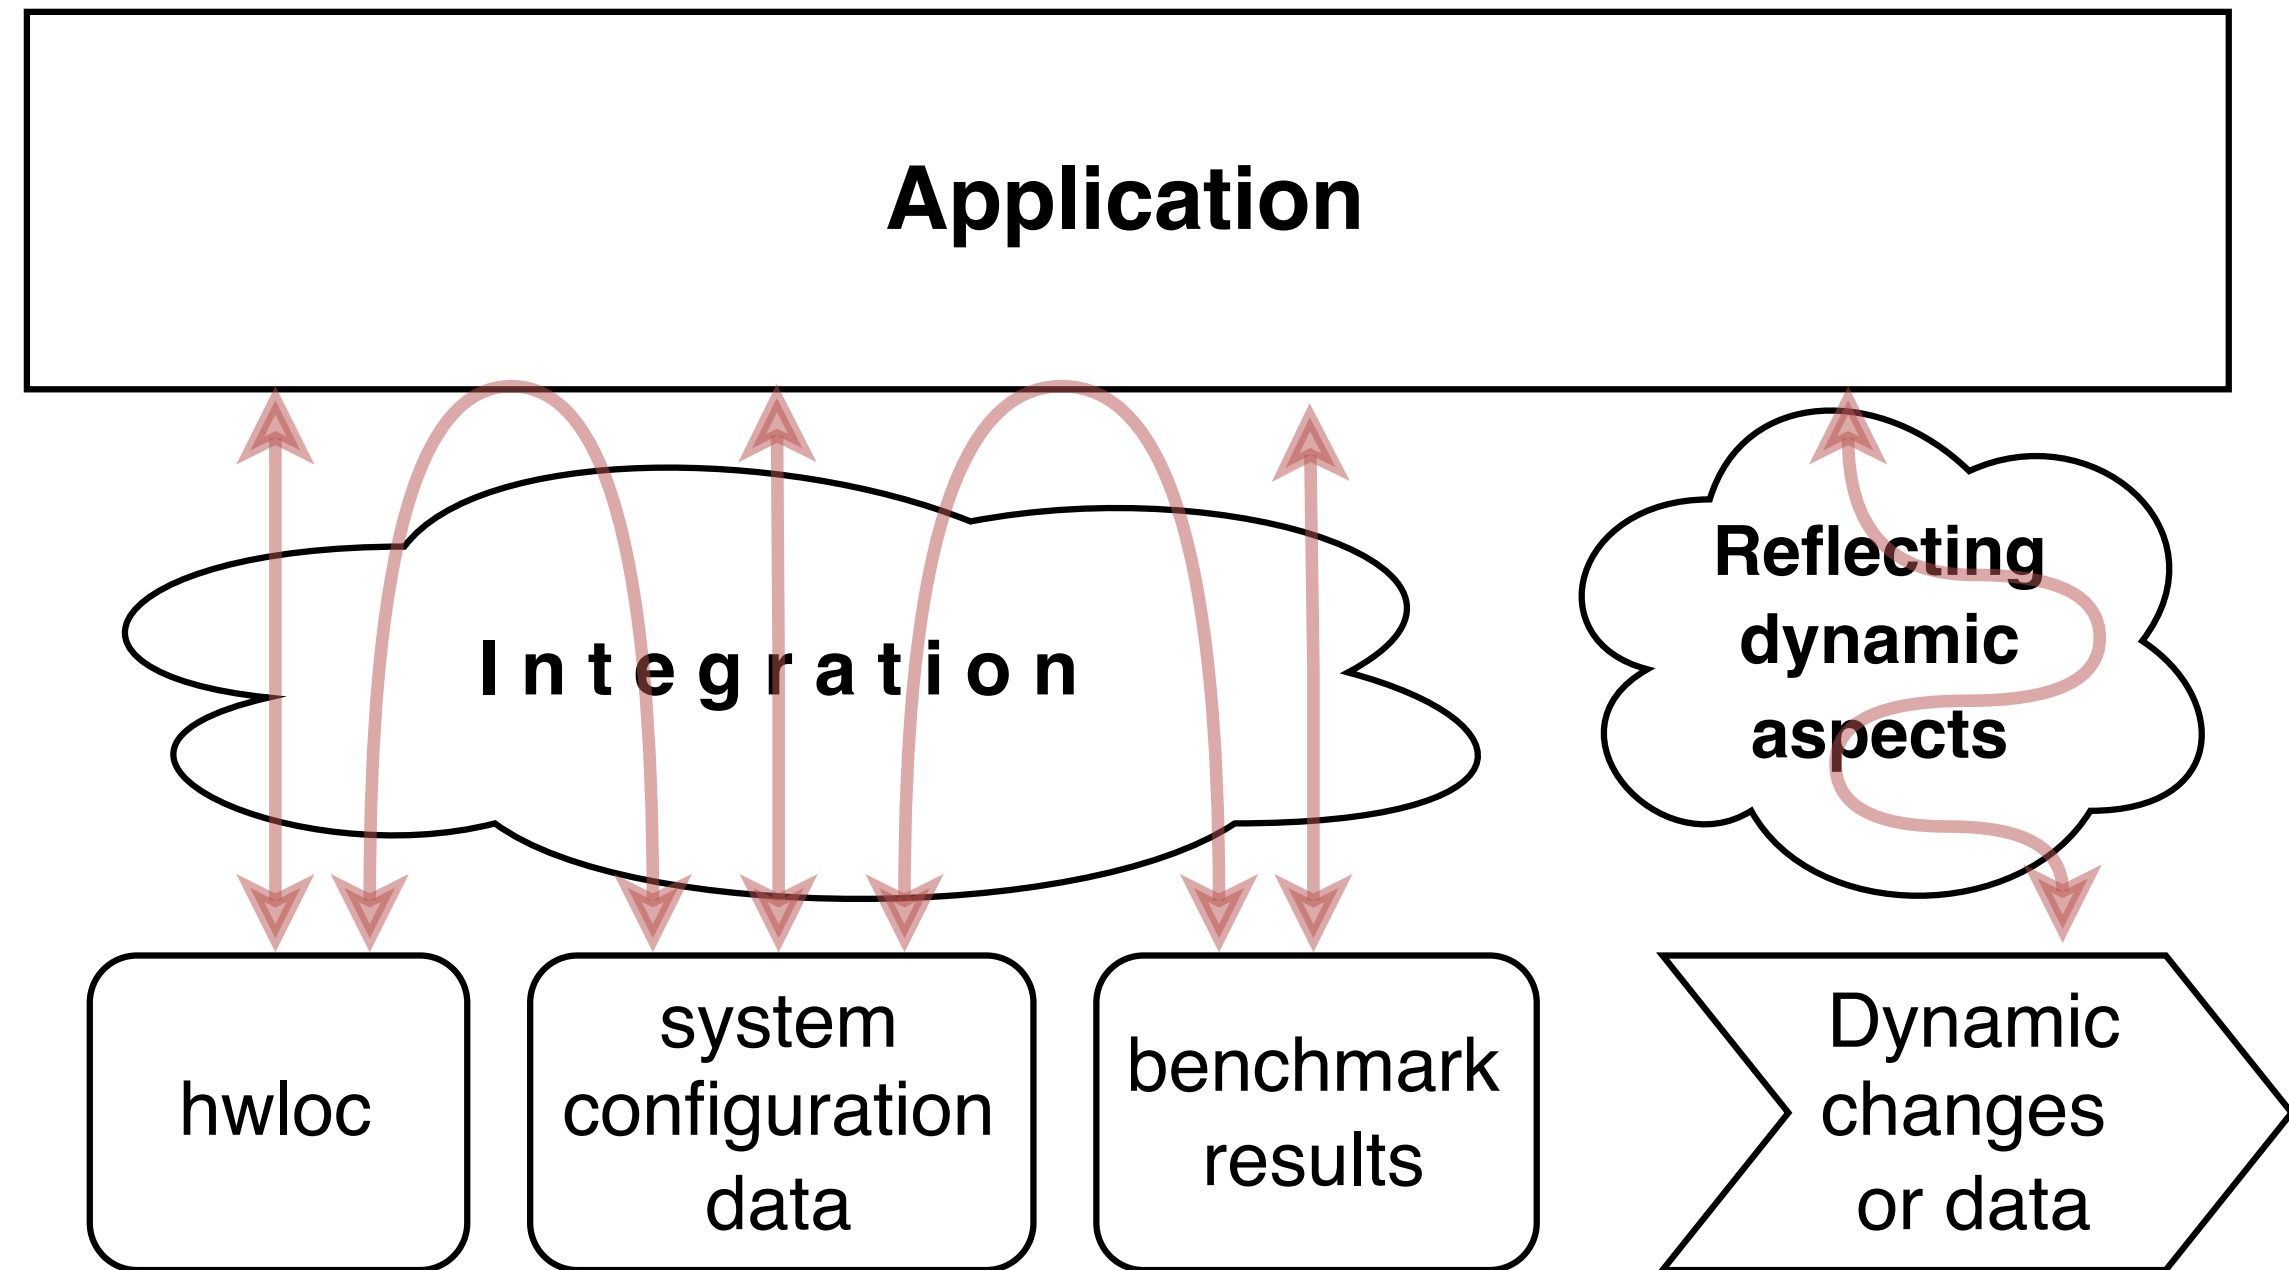 Application
Integration
Reflecting
dynamic
aspects
hwloc
system
configuration
data
benchmark
results
Dynamic
changes
or data